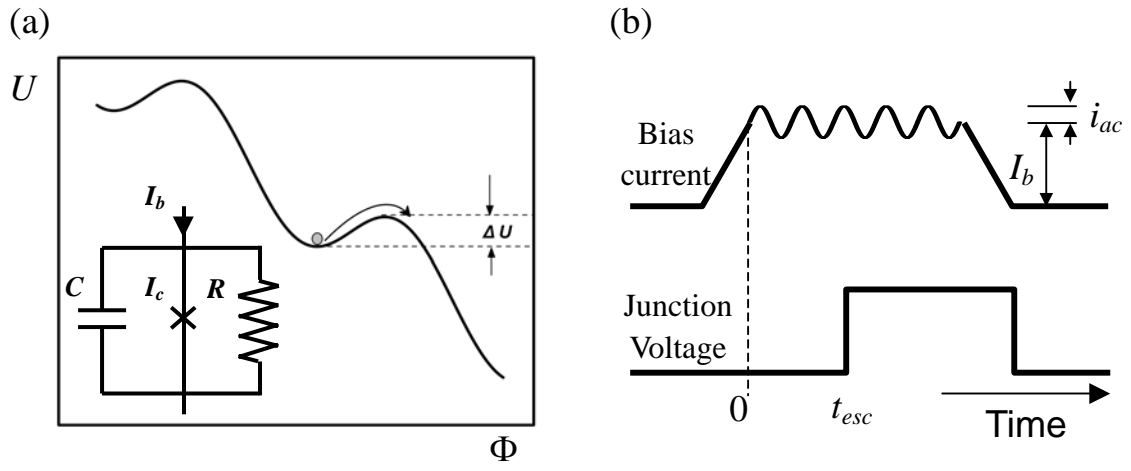 (a)
U
ΔU
I_b
C
I_c
R
Φ
(b)
Bias
current
i_ac
I_b
Junction
Voltage
0
t_esc
Time